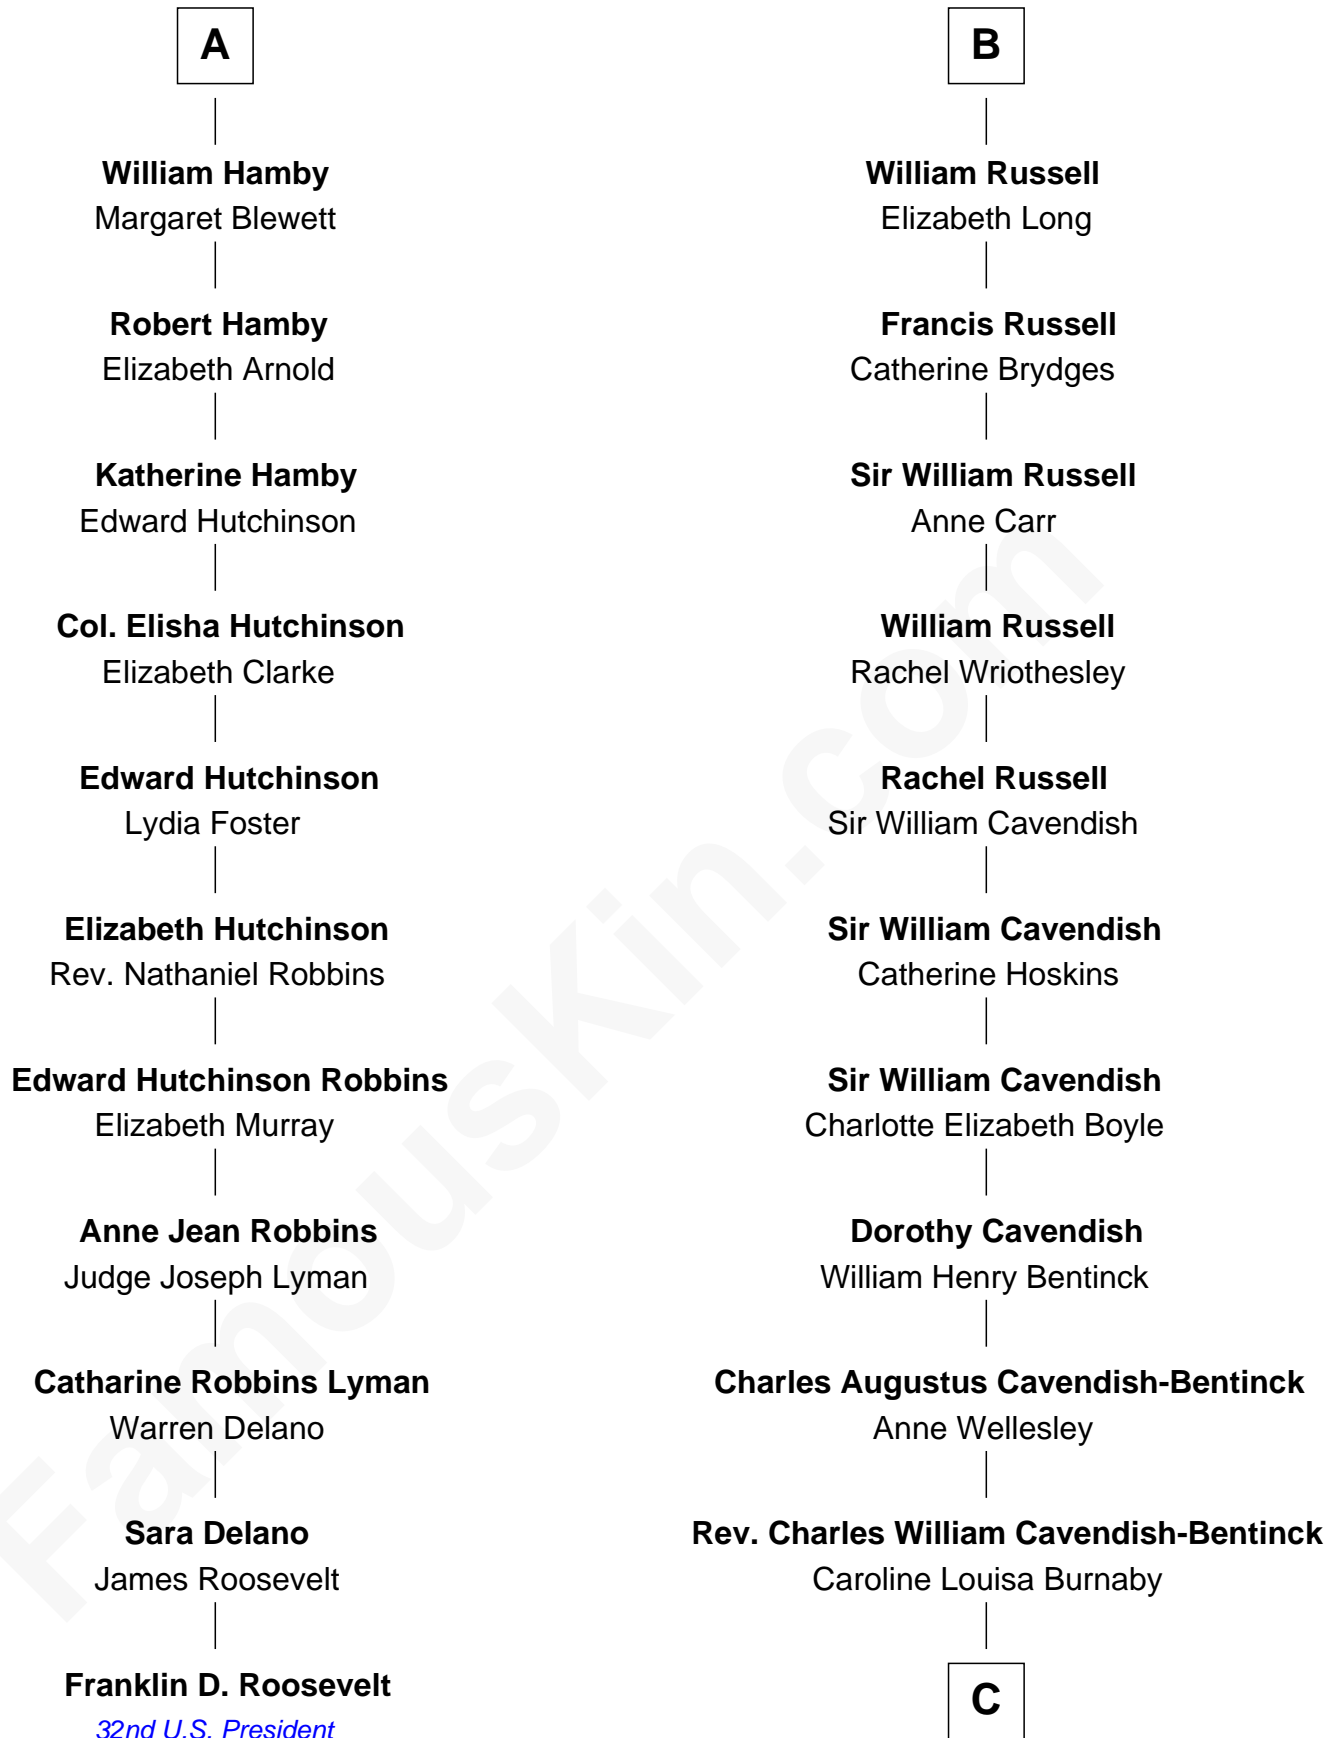 A
William Hamby
Margaret Blewett
Robert Hamby
Elizabeth Arnold
Katherine Hamby
Edward Hutchinson
Col. Elisha Hutchinson
Elizabeth Clarke
Edward Hutchinson
Lydia Foster
Elizabeth Hutchinson
Rev. Nathaniel Robbins
Edward Hutchinson Robbins
Elizabeth Murray
Anne Jean Robbins
Judge Joseph Lyman
Catharine Robbins Lyman
Warren Delano
Sara Delano
James Roosevelt
Franklin D. Roosevelt
32nd U.S. President
B
William Russell
Elizabeth Long
Francis Russell
Catherine Brydges
Sir William Russell
Anne Carr
William Russell
Rachel Wriothesley
Rachel Russell
Sir William Cavendish
Sir William Cavendish
Catherine Hoskins
Sir William Cavendish
Charlotte Elizabeth Boyle
Dorothy Cavendish
William Henry Bentinck
Charles Augustus Cavendish-Bentinck
Anne Wellesley
Rev. Charles William Cavendish-Bentinck
Caroline Louisa Burnaby
C
FamousKin.com